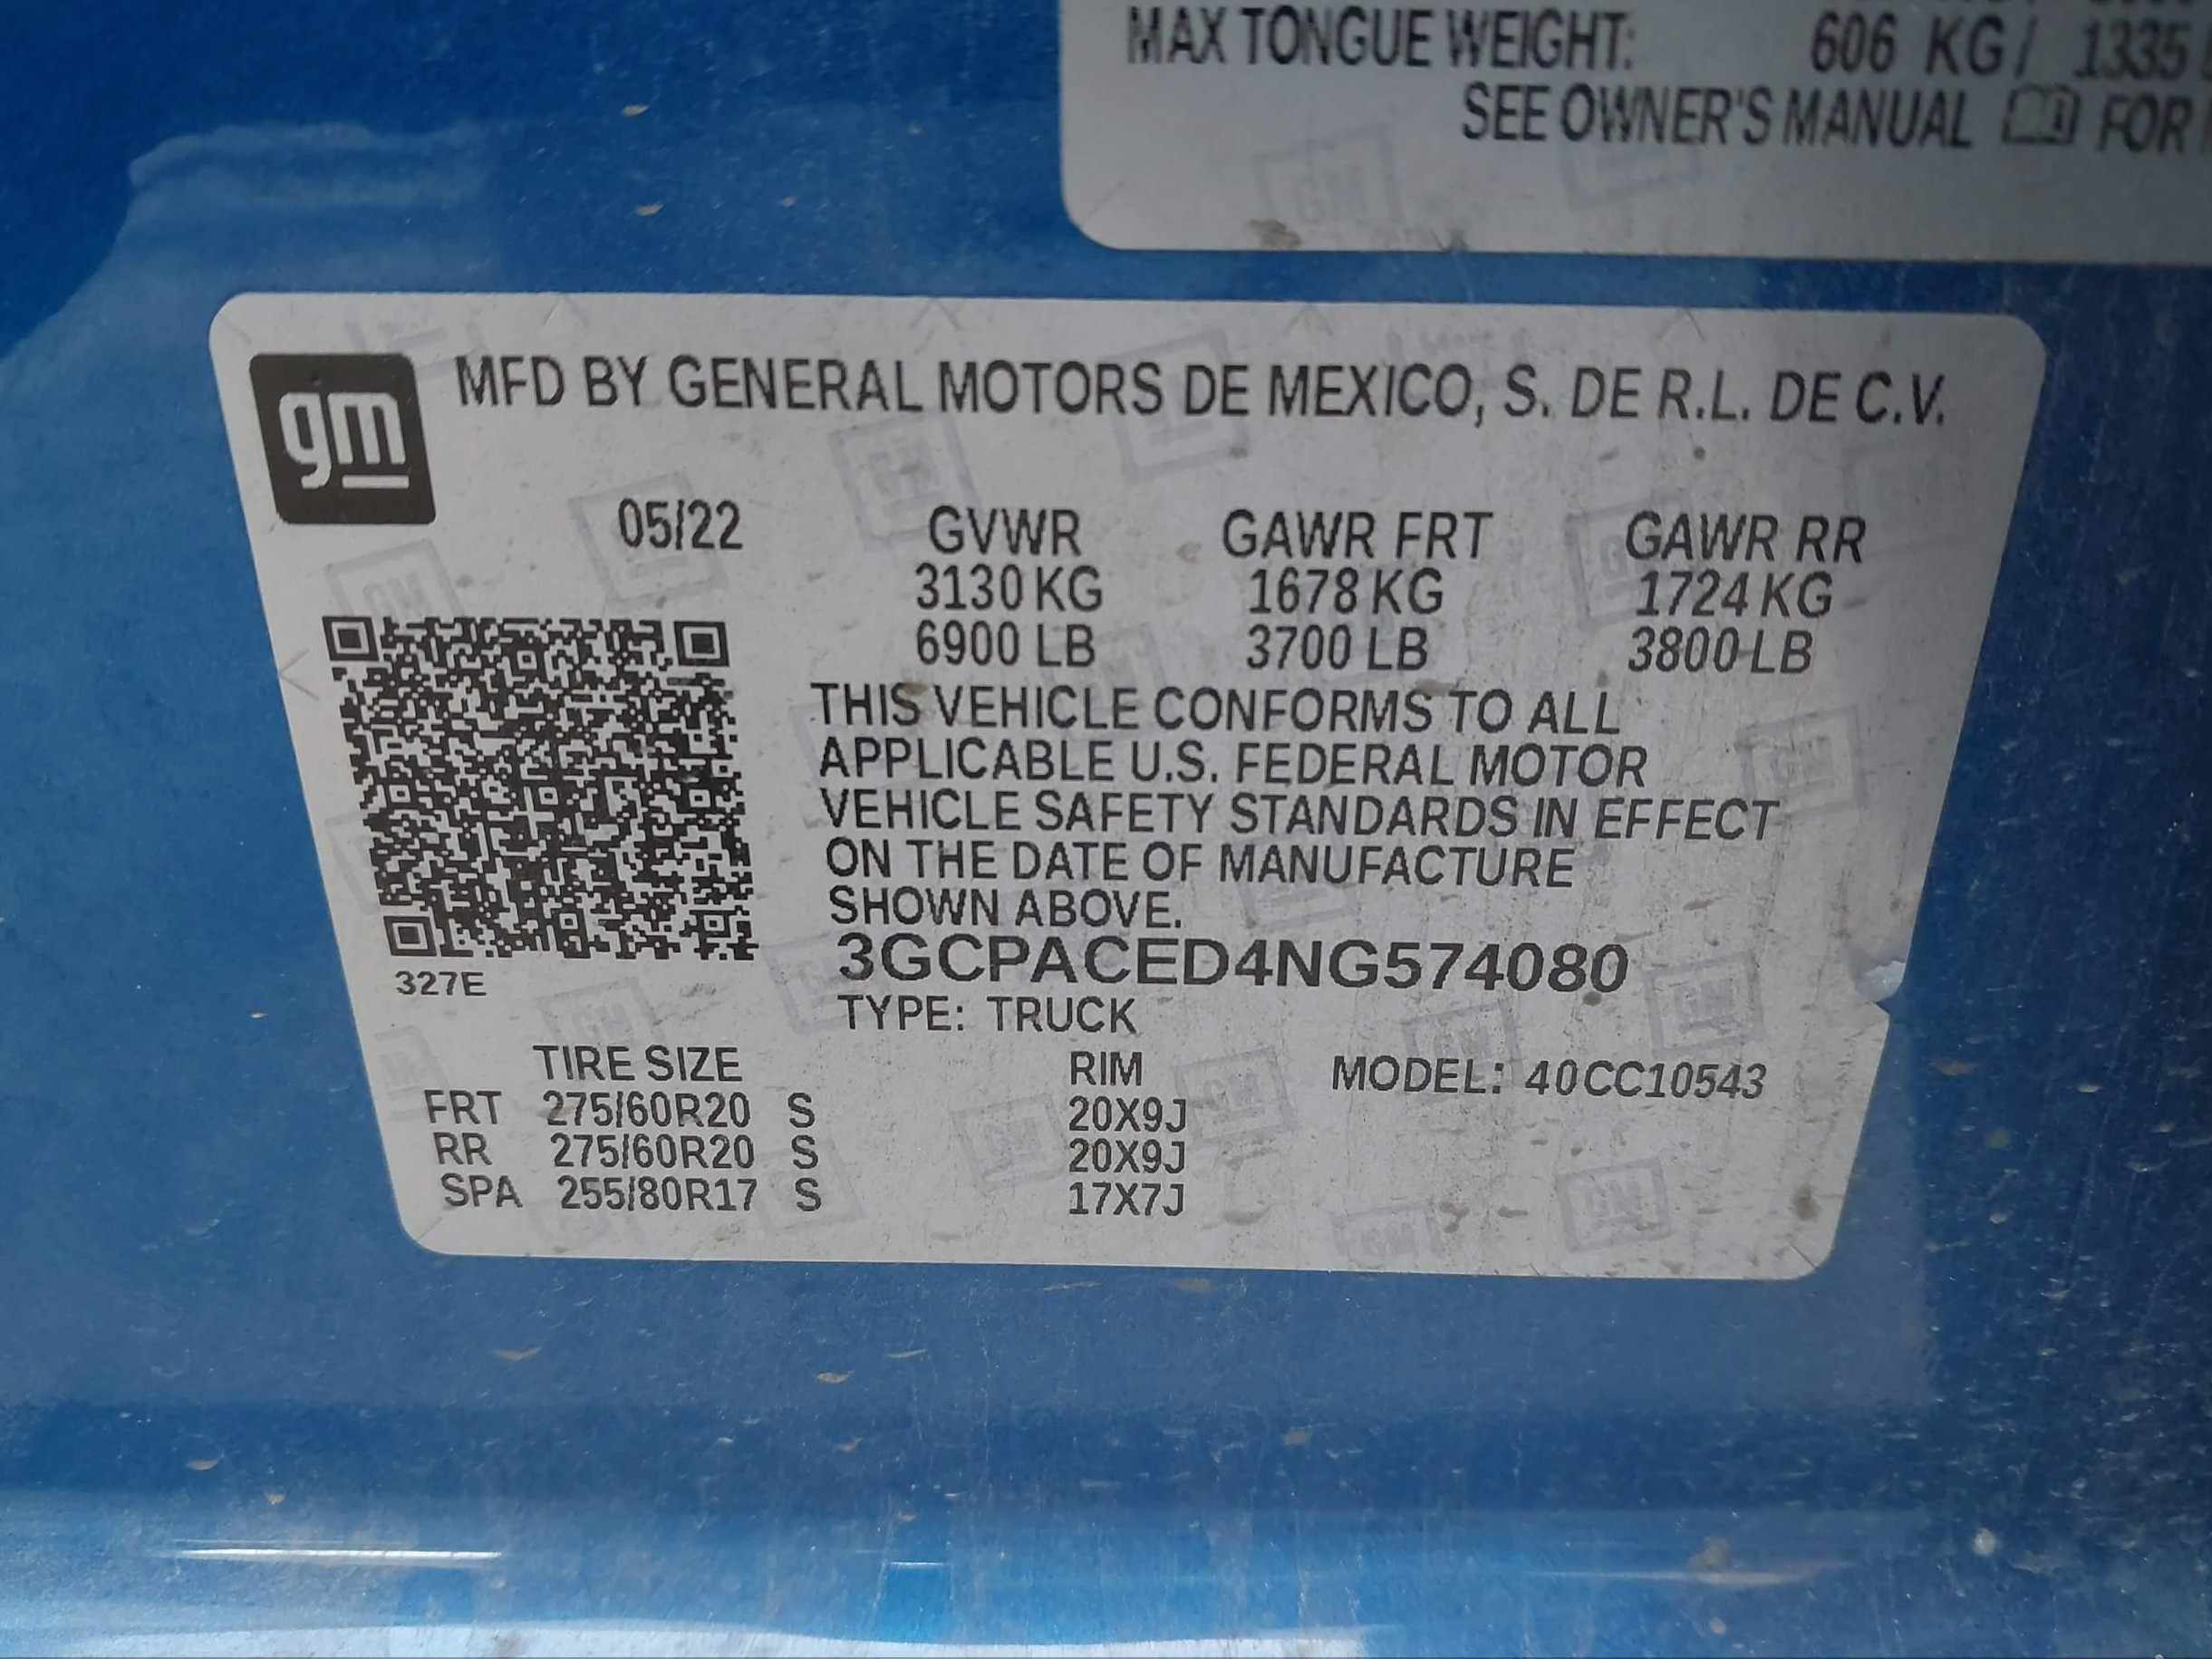 MAX TONGUE WEIGHT: 606 KG/ 1335
SEE OWNER'S MANUAL FOR
gm
MFD BY GENERAL MOTORS DE MEXICO, S. DE R.L. DE C.V.
05/22 GVWR GAWR FRT GAWR RR
3130 KG 1678 KG 1724 KG
6900 LB 3700 LB 3800 LB
THIS VEHICLE CONFORMS TO ALL
APPLICABLE U.S. FEDERAL MOTOR
VEHICLE SAFETY STANDARDS IN EFFECT
ON THE DATE OF MANUFACTURE
SHOWN ABOVE.
3GCPACED4NG574080
327E
TYPE: TRUCK
TIRE SIZE RIM MODEL: 40CC10543
FRT 275/60R20 S 20X9J
RR 275/60R20 S 20X9J
SPA 255/80R17 S 17X7J